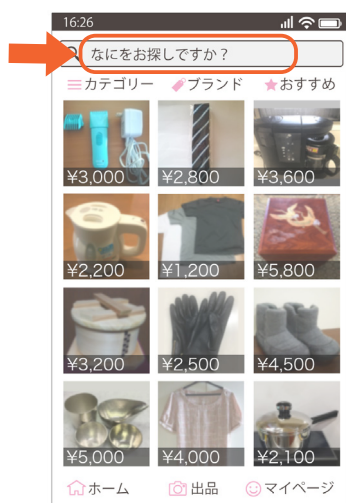 16:26
なにをお探しですか？
カテゴリー ブランド おすすめ
¥3,000 ¥2,800 ¥3,600
¥2,200 ¥1,200 ¥5,800
¥3,200 ¥2,500 ¥4,500
¥5,000 ¥4,000 ¥2,100
ホーム 出品 マイページ